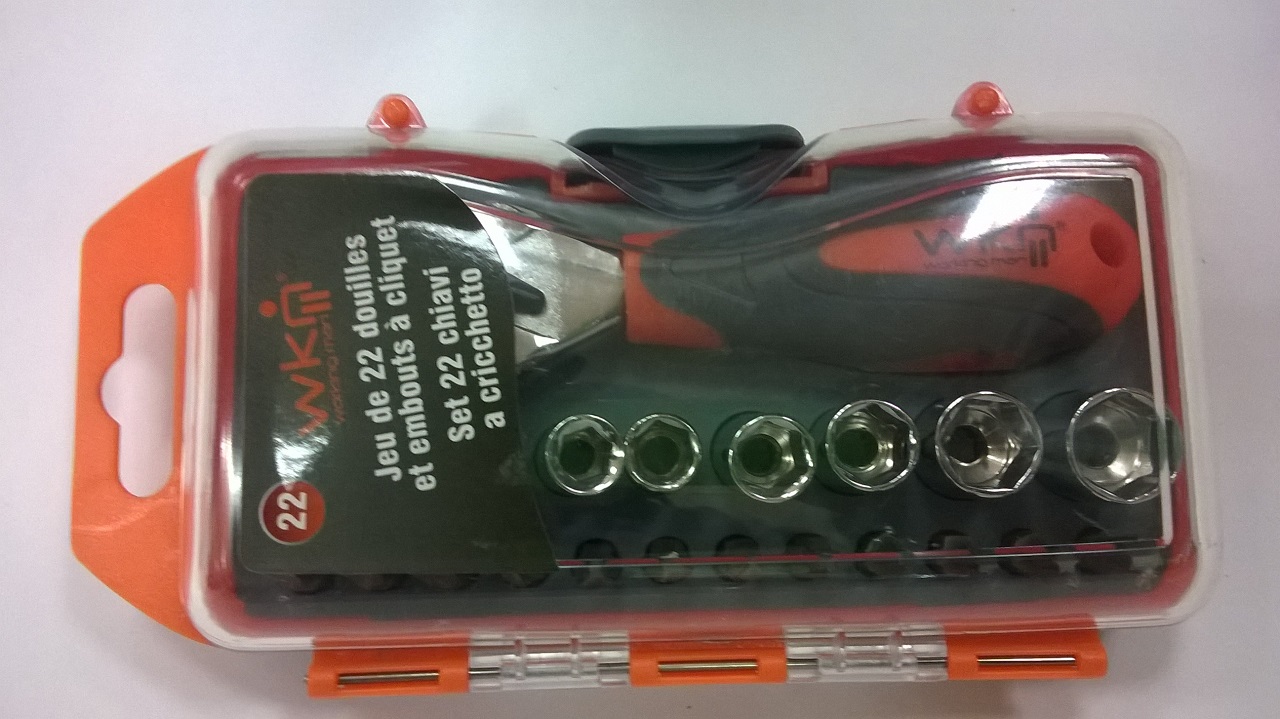 wkm
working man
Jeu de 22 douilles
et embouts à cliquet
Set 22 chiavi
a cricchetto
22
wkm
working man